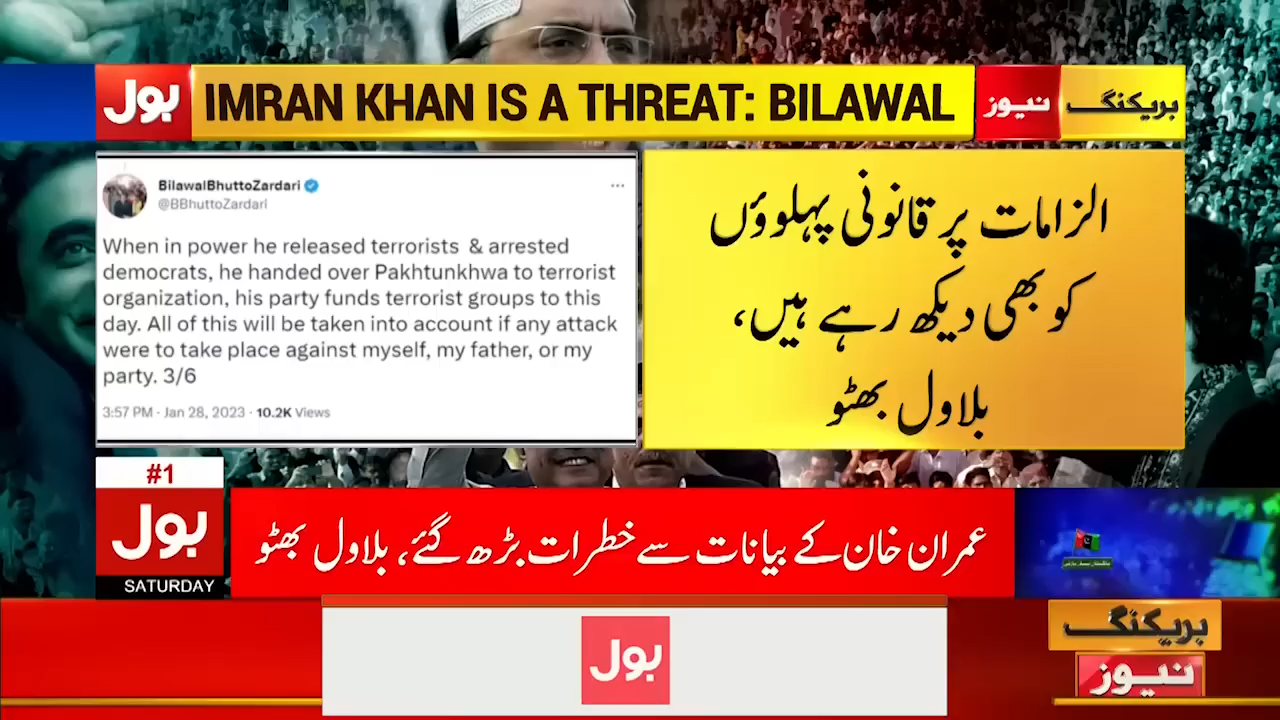 بول
IMRAN KHAN IS A THREAT: BILAWAL
نیوز
بریکنگ
BilawalBhuttoZardari
@BBhuttoZardari
When in power he released terrorists & arrested
democrats, he handed over Pakhtunkhwa to terrorist
organization, his party funds terrorist groups to this
day. All of this will be taken into account if any attack
were to take place against myself, my father, or my
party. 3/6
3:57 PM · Jan 28, 2023 · 10.2K Views
الزامات پر قانونی پہلوؤں
کو بھی دیکھ رہے ہیں،
بلاول بھٹو
#1
بول
SATURDAY
عمران خان کے بیانات سے خطرات بڑھ گئے، بلاول بھٹو
بول
بریکنگ
نیوز